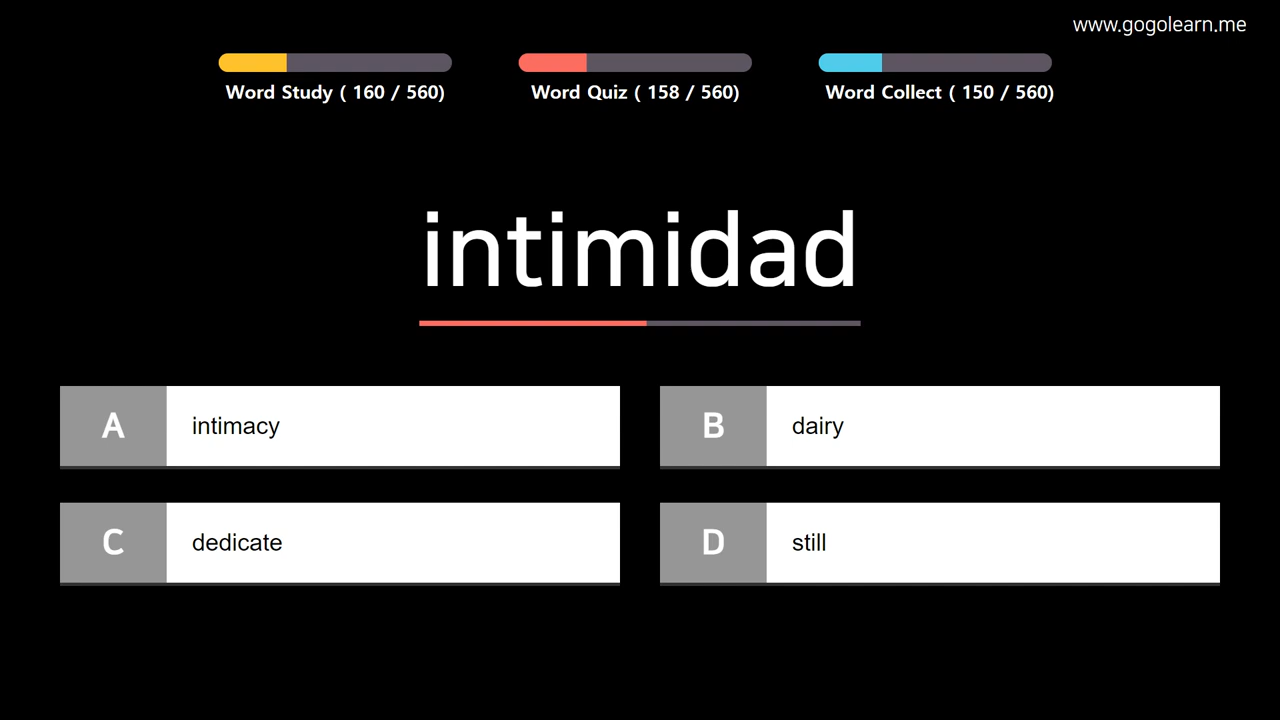 www.gogolearn.me
Word Study ( 160 / 560)
Word Quiz ( 158 / 560)
Word Collect ( 150 / 560)
intimidad
A intimacy
B dairy
C dedicate
D still